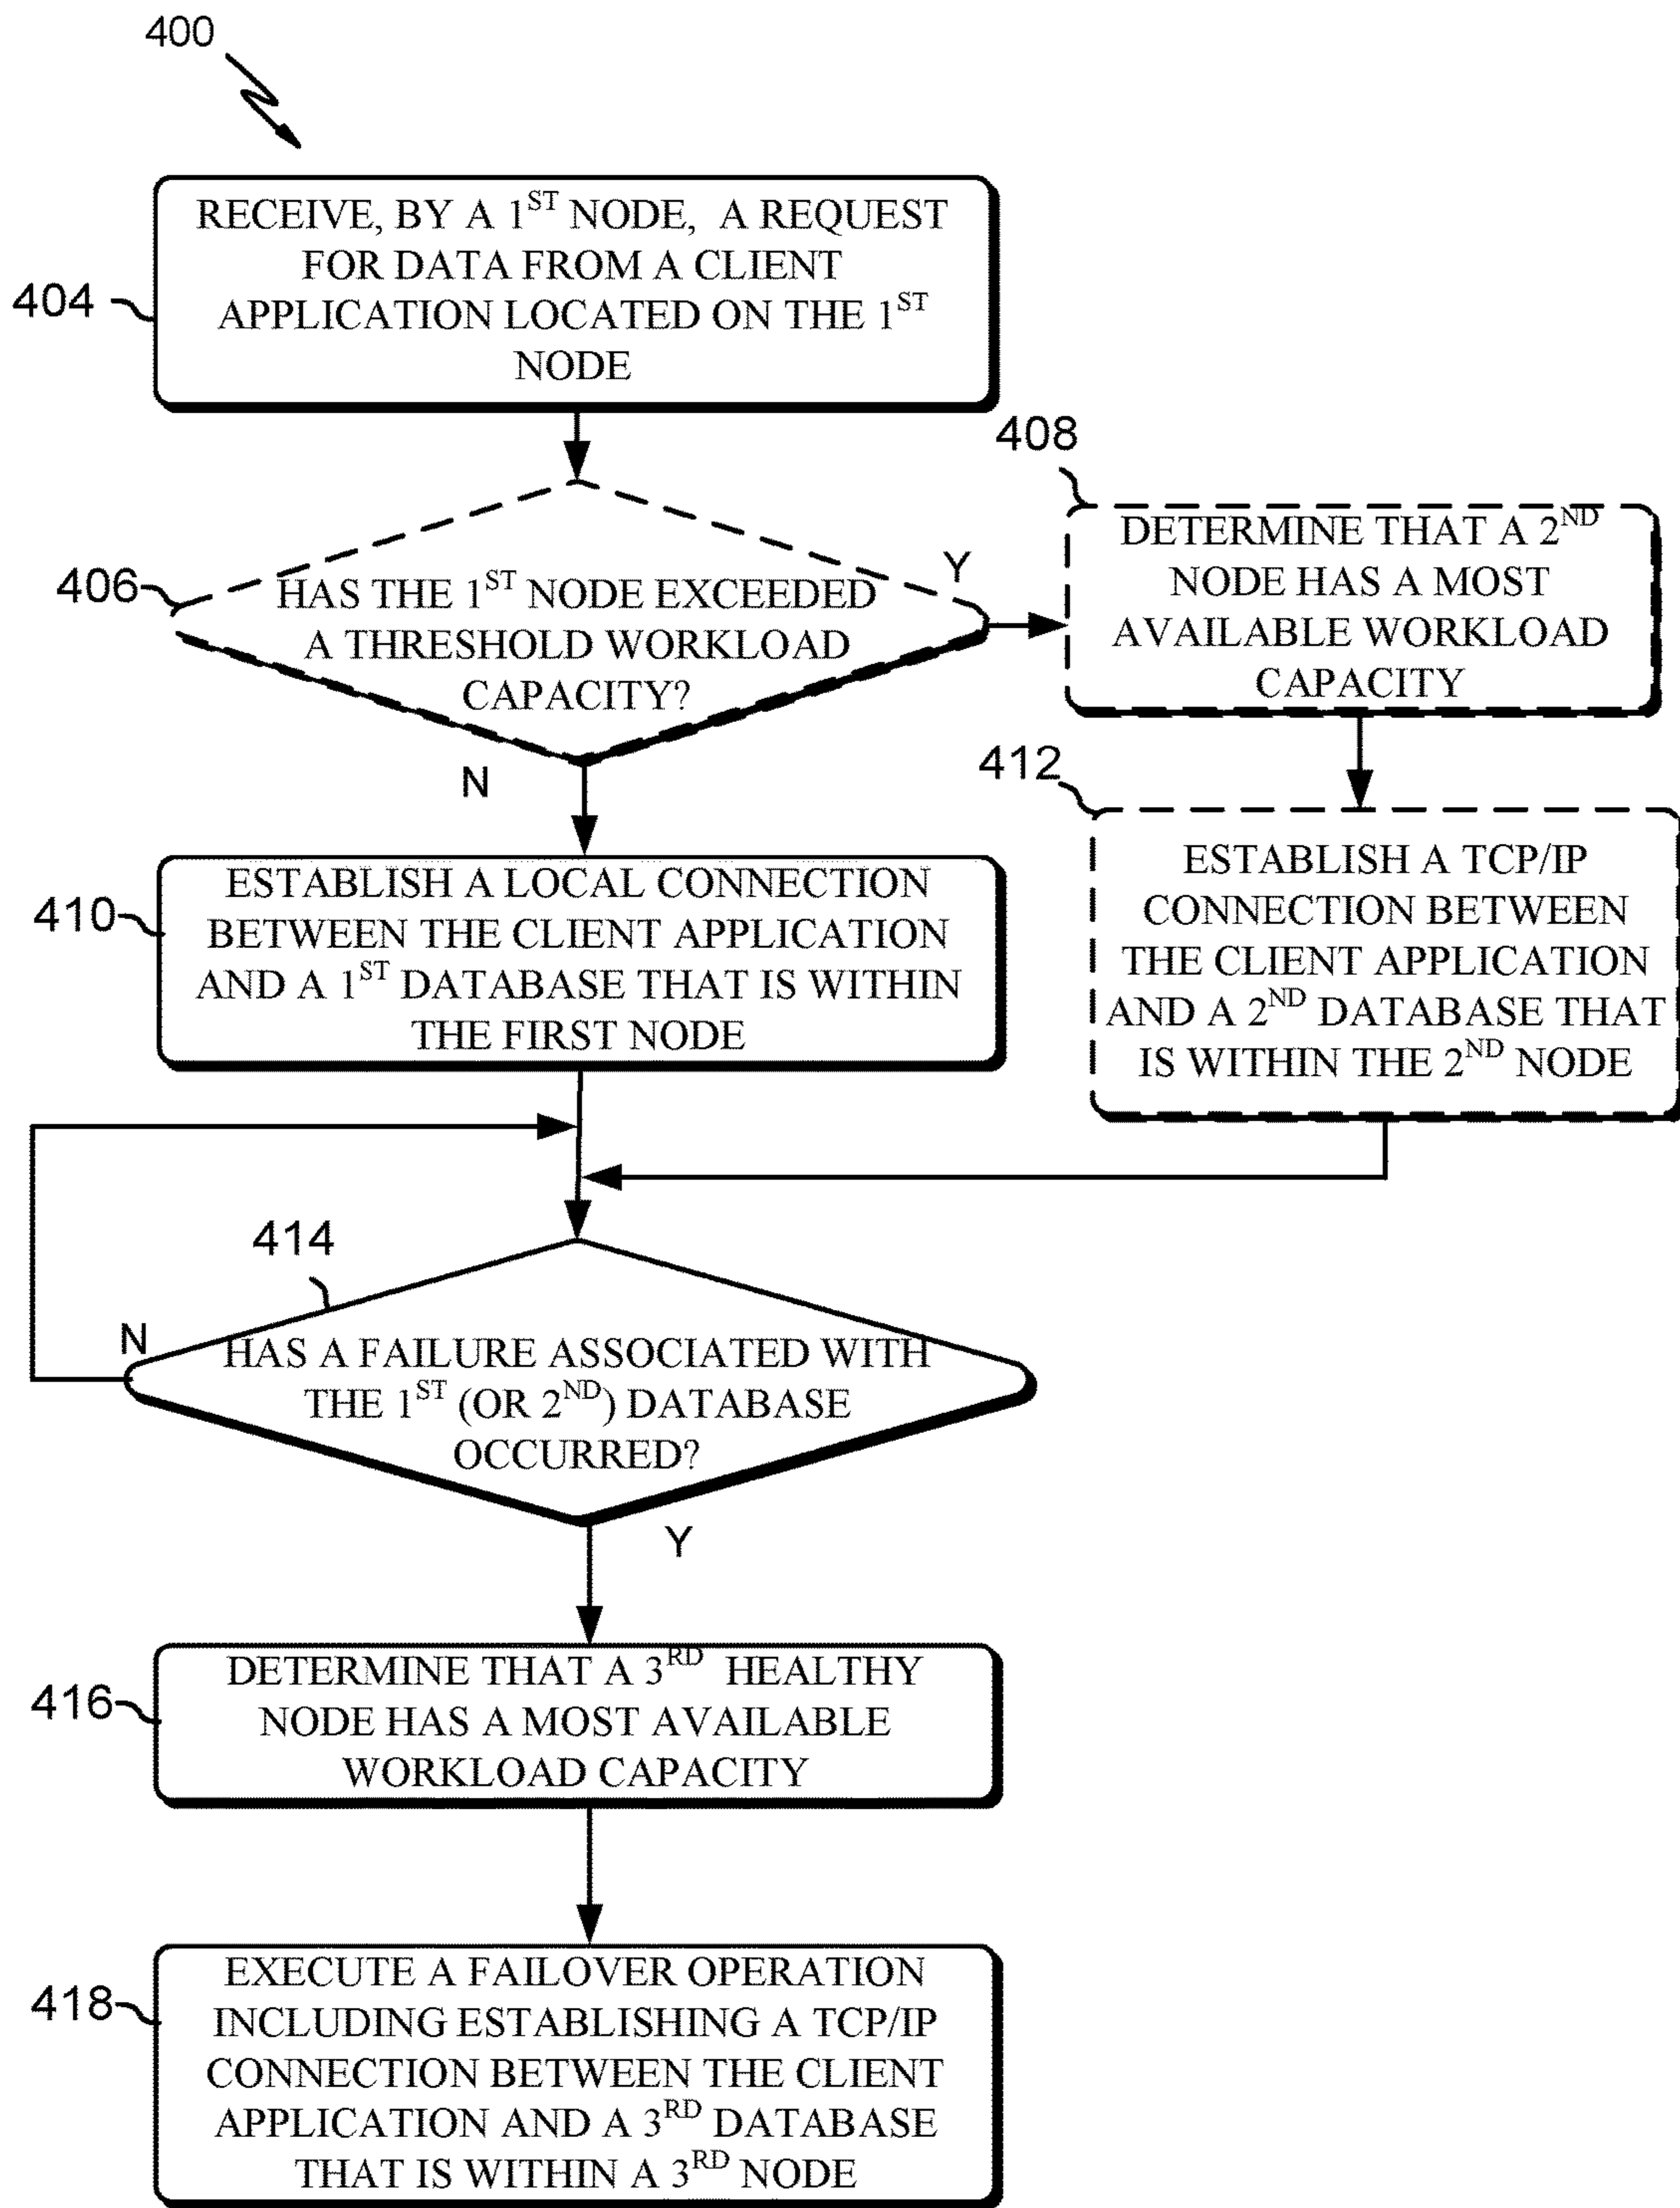 400
RECEIVE, BY A 1ST NODE, A REQUEST
FOR DATA FROM A CLIENT
APPLICATION LOCATED ON THE 1ST
NODE
404
HAS THE 1ST NODE EXCEEDED
A THRESHOLD WORKLOAD
CAPACITY?
406
Y
N
408
DETERMINE THAT A 2ND
NODE HAS A MOST
AVAILABLE WORKLOAD
CAPACITY
412
ESTABLISH A TCP/IP
CONNECTION BETWEEN
THE CLIENT APPLICATION
AND A 2ND DATABASE THAT
IS WITHIN THE 2ND NODE
410
ESTABLISH A LOCAL CONNECTION
BETWEEN THE CLIENT APPLICATION
AND A 1ST DATABASE THAT IS WITHIN
THE FIRST NODE
414
N
HAS A FAILURE ASSOCIATED WITH
THE 1ST (OR 2ND) DATABASE
OCCURRED?
Y
416
DETERMINE THAT A 3RD HEALTHY
NODE HAS A MOST AVAILABLE
WORKLOAD CAPACITY
418
EXECUTE A FAILOVER OPERATION
INCLUDING ESTABLISHING A TCP/IP
CONNECTION BETWEEN THE CLIENT
APPLICATION AND A 3RD DATABASE
THAT IS WITHIN A 3RD NODE